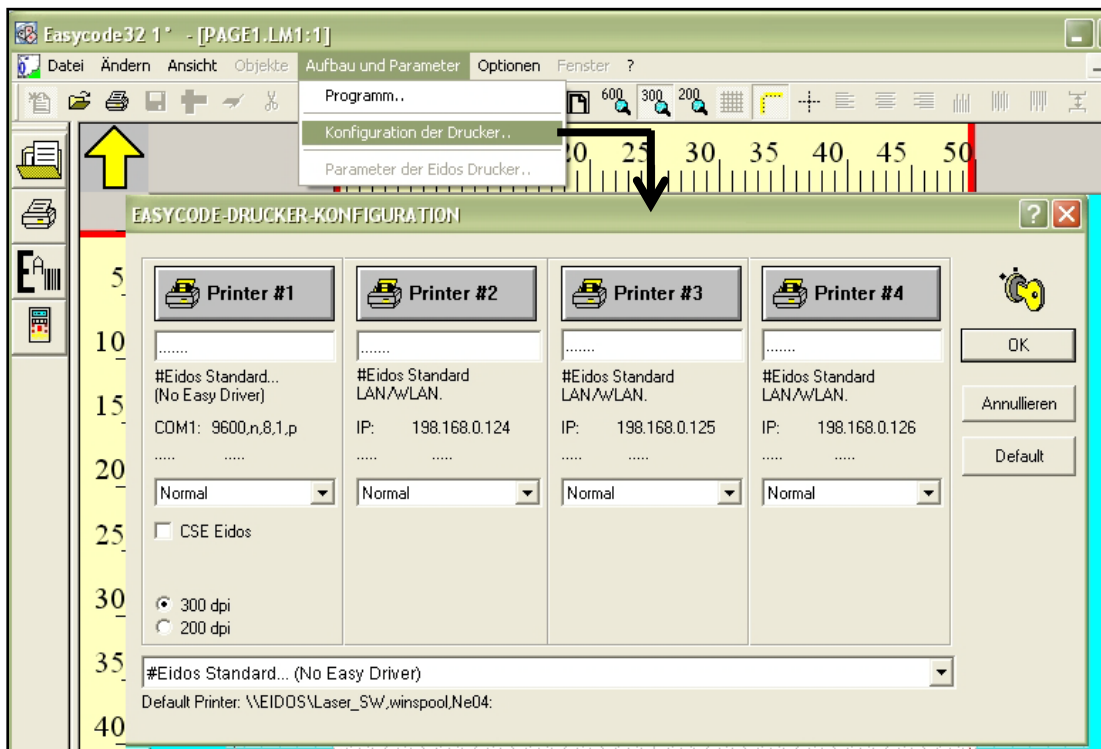 Easycode32 1° - [PAGE1.LM1:1]
Datei Ändern Ansicht Objekte Aufbau und Parameter Optionen Fenster ?
Programm..
600 300 200
Konfiguration der Drucker..
Parameter der Eidos Drucker..
20 25 30 35 40 45 50
EASYCODE-DRUCKER-KONFIGURATION
EA
5
10
15
20
25
30
35
40
Printer #1 Printer #2 Printer #3 Printer #4
....... ....... ....... .......
OK
#Eidos Standard... #Eidos Standard #Eidos Standard #Eidos Standard
(No Easy Driver) LAN/WLAN. LAN/WLAN. LAN/WLAN.
Annullieren
COM1: 9600,n,8,1,p IP: 198.168.0.124 IP: 198.168.0.125 IP: 198.168.0.126
..... ..... ..... ..... ..... ..... ..... .....
Default
Normal Normal Normal Normal
CSE Eidos
300 dpi
200 dpi
#Eidos Standard... (No Easy Driver)
Default Printer: \\EIDOS\Laser_SW,winspool,Ne04: